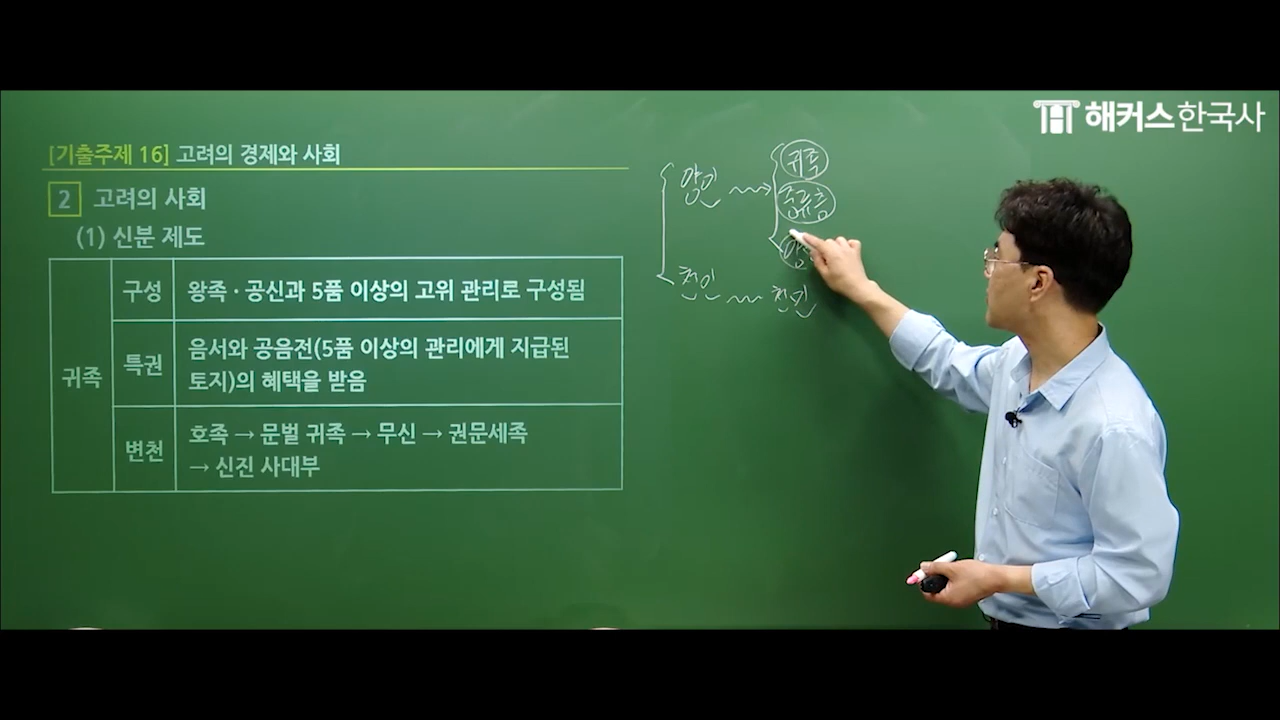 해커스한국사
[기출주제 16] 고려의 경제와 사회
2 고려의 사회
(1) 신분 제도
귀족
구성
왕족 · 공신과 5품 이상의 고위 관리로 구성됨
특권
음서와 공음전(5품 이상의 관리에게 지급된
토지)의 혜택을 받음
변천
호족 → 문벌 귀족 → 무신 → 권문세족
→ 신진 사대부
양인
귀족
중류층
천인
천민